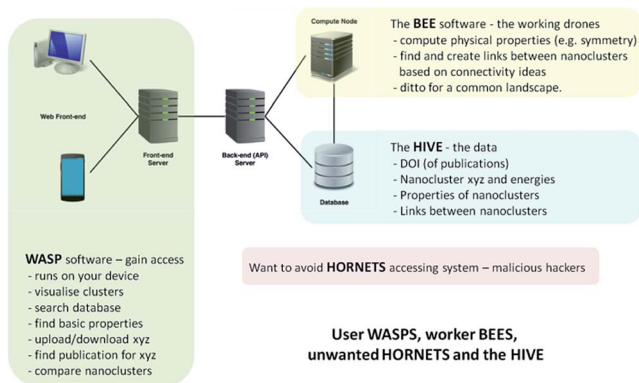 Compute Node
The BEE software - the working drones
- compute physical properties (e.g. symmetry)
- find and create links between nanoclusters
based on connectivity ideas
- ditto for a common landscape.
Web Front-end
Front-end
Server
Back-end (API)
Server
Database
The HIVE - the data
- DOI (of publications)
- Nanocluster xyz and energies
- Properties of nanoclusters
- Links between nanoclusters
WASP software – gain access
- runs on your device
- visualise clusters
- search database
- find basic properties
- upload/download xyz
- find publication for xyz
- compare nanoclusters
Want to avoid HORNETS accessing system – malicious hackers
User WASPS, worker BEES,
unwanted HORNETS and the HIVE